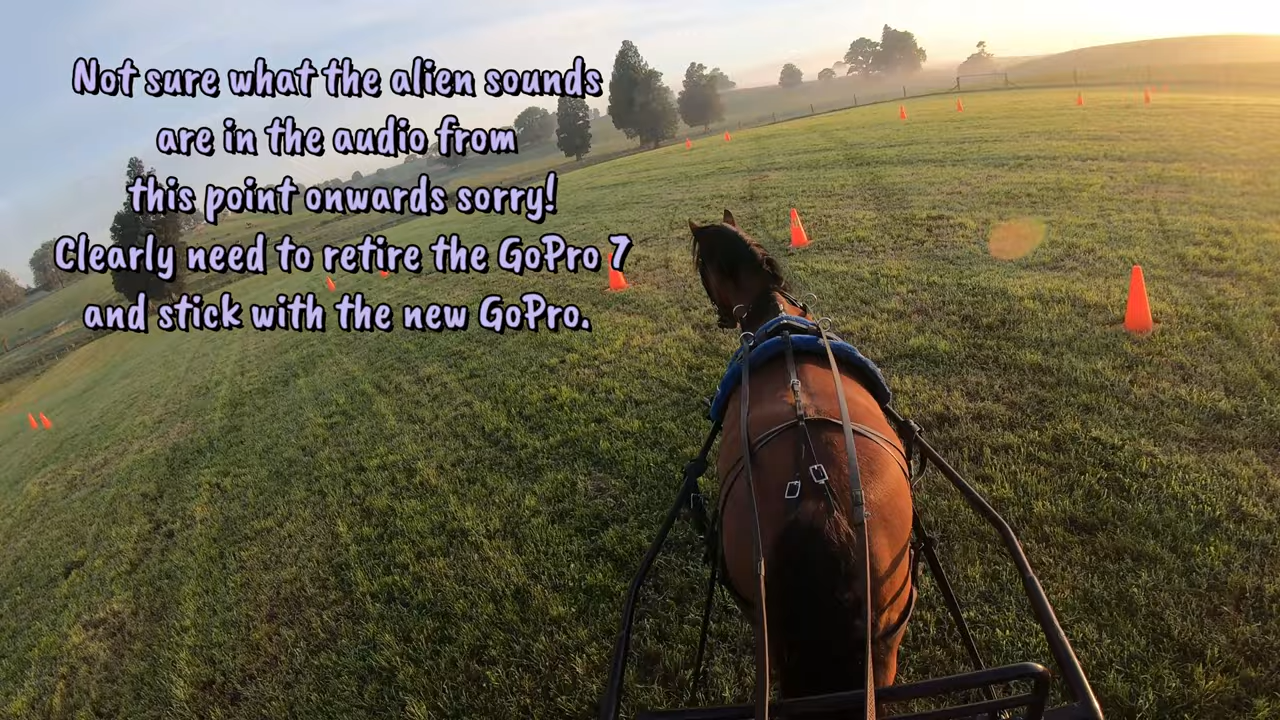 Not sure what the alien sounds
are in the audio from
this point onwards sorry!
Clearly need to retire the GoPro 7
and stick with the new GoPro.